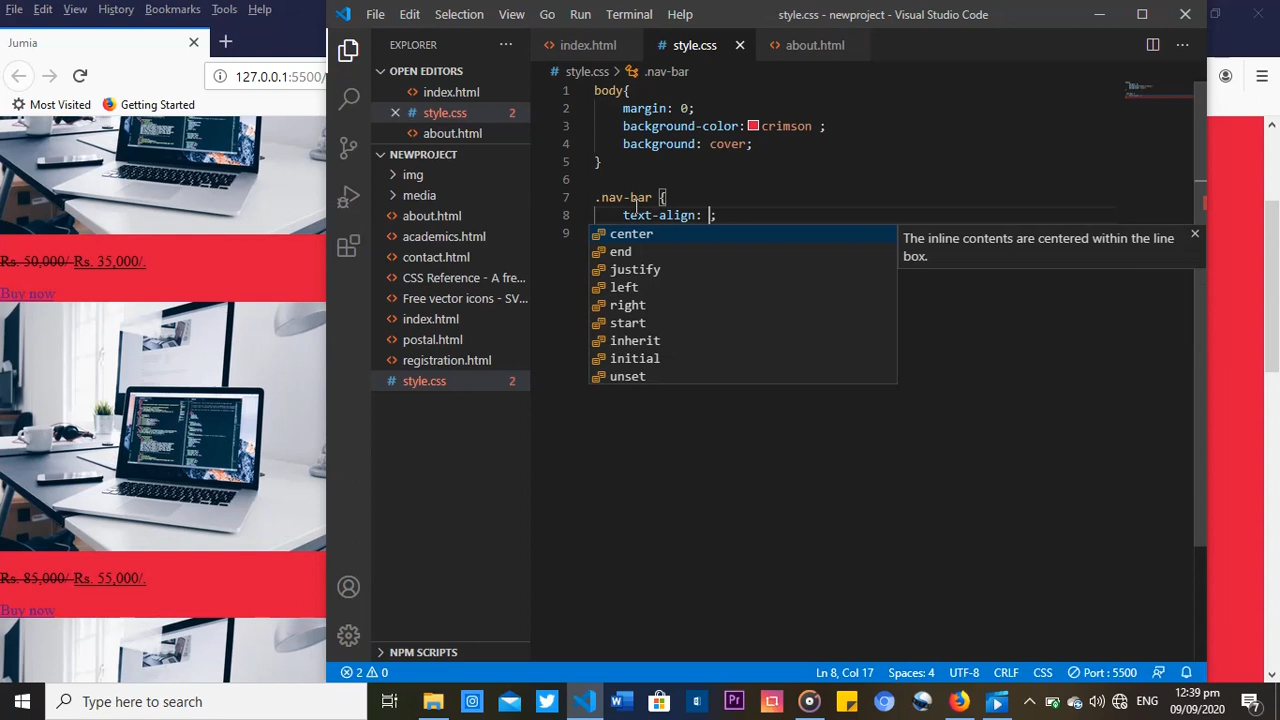 File Edit View History Bookmarks Tools Help
Jumia
127.0.0.1:5500/
Most Visited Getting Started
Rs. 50,000/- Rs. 35,000/.
Buy now
Rs. 85,000/- Rs. 55,000/.
Buy now
File Edit Selection View Go Run Terminal Help
style.css - newproject - Visual Studio Code
EXPLORER
OPEN EDITORS
index.html
style.css 2
about.html
NEWPROJECT
img
media
about.html
academics.html
contact.html
CSS Reference - A fre...
Free vector icons - SV...
index.html
postal.html
registration.html
style.css 2
NPM SCRIPTS
index.html style.css about.html
style.css > .nav-bar
1 body{
2 margin: 0;
3 background-color: crimson ;
4 background: cover;
5 }
6
7 .nav-bar {
8 text-align: ;
9
center
end
justify
left
right
start
inherit
initial
unset
The inline contents are centered within the line
box.
2 0 Ln 8, Col 17 Spaces: 4 UTF-8 CRLF CSS Port : 5500
Type here to search
ENG
12:39 pm
09/09/2020
7